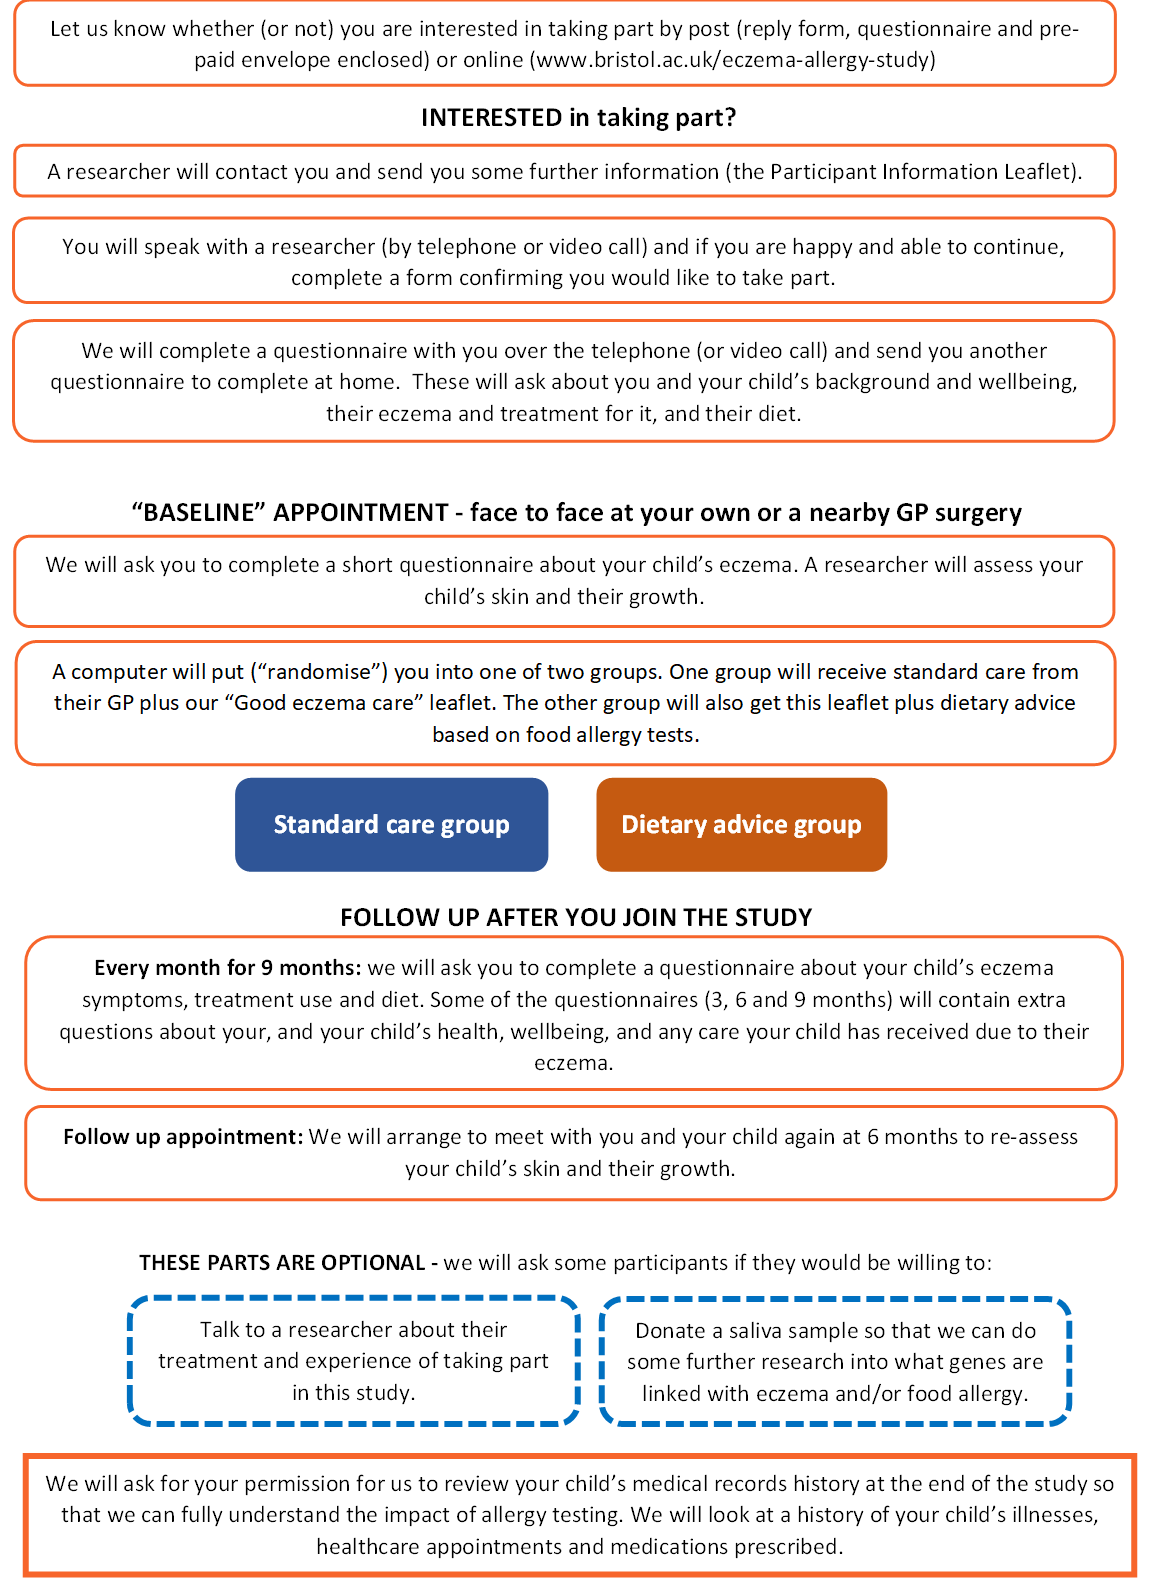 Let us know whether (or not) you are interested in taking part by post (reply form, questionnaire and pre-
paid envelope enclosed) or online (www.bristol.ac.uk/eczema-allergy-study)
INTERESTED in taking part?
A researcher will contact you and send you some further information (the Participant Information Leaflet).
You will speak with a researcher (by telephone or video call) and if you are happy and able to continue,
complete a form confirming you would like to take part.
We will complete a questionnaire with you over the telephone (or video call) and send you another
questionnaire to complete at home.  These will ask about you and your child’s background and wellbeing,
their eczema and treatment for it, and their diet.
“BASELINE” APPOINTMENT - face to face at your own or a nearby GP surgery
We will ask you to complete a short questionnaire about your child’s eczema. A researcher will assess your
child’s skin and their growth.
A computer will put (“randomise”) you into one of two groups. One group will receive standard care from
their GP plus our “Good eczema care” leaflet. The other group will also get this leaflet plus dietary advice
based on food allergy tests.
Standard care group
Dietary advice group
FOLLOW UP AFTER YOU JOIN THE STUDY
Every month for 9 months: we will ask you to complete a questionnaire about your child’s eczema
symptoms, treatment use and diet. Some of the questionnaires (3, 6 and 9 months) will contain extra
questions about your, and your child’s health, wellbeing, and any care your child has received due to their
eczema.
Follow up appointment: We will arrange to meet with you and your child again at 6 months to re-assess
your child’s skin and their growth.
THESE PARTS ARE OPTIONAL - we will ask some participants if they would be willing to:
Talk to a researcher about their
treatment and experience of taking part
in this study.
Donate a saliva sample so that we can do
some further research into what genes are
linked with eczema and/or food allergy.
We will ask for your permission for us to review your child’s medical records history at the end of the study so
that we can fully understand the impact of allergy testing. We will look at a history of your child’s illnesses,
healthcare appointments and medications prescribed.